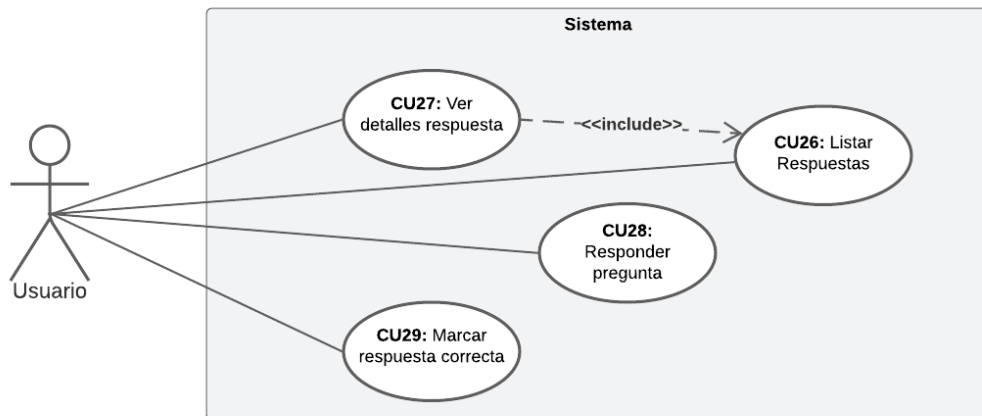 Sistema
CU27: Ver
detalles respuesta
<<include>>
CU26: Listar
Respuestas
CU28:
Responder
pregunta
Usuario
CU29: Marcar
respuesta correcta